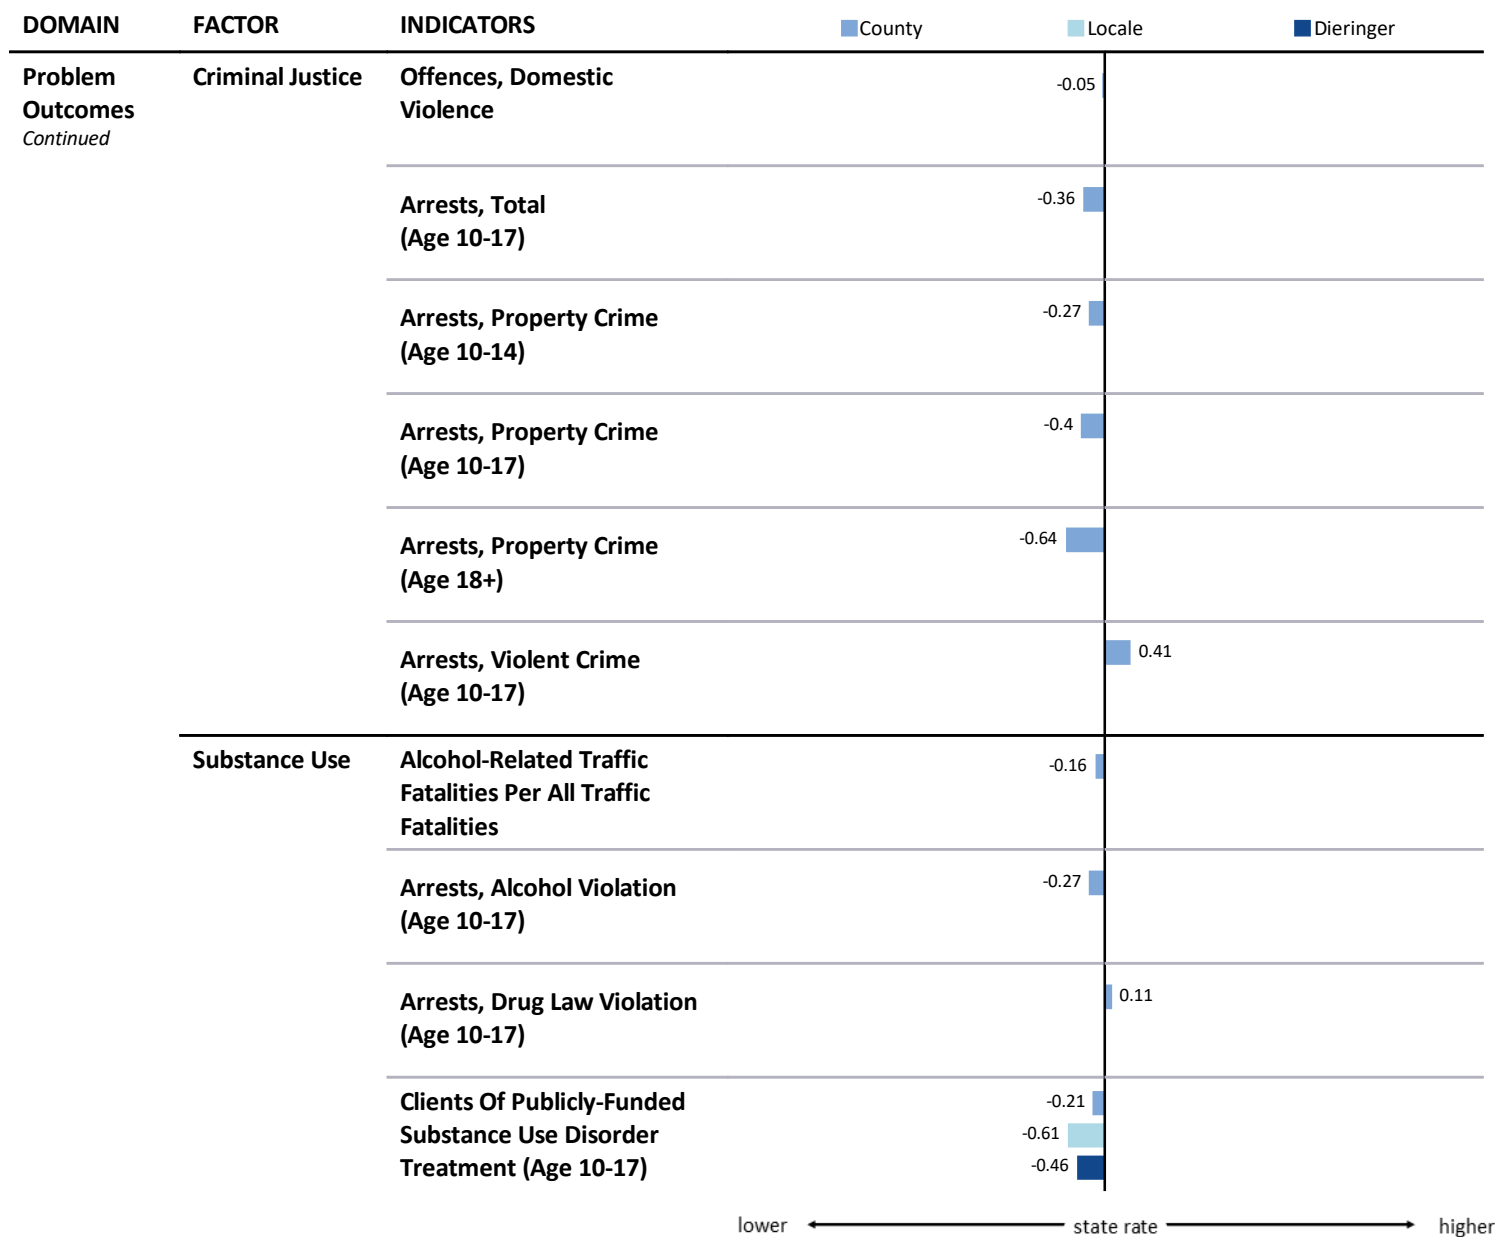 DOMAIN FACTOR INDICATORS County Locale Dieringer
Problem Criminal Justice Offences, Domestic -0.05
Outcomes Violence
Continued
Arrests, Total -0.36
(Age 10-17)
Arrests, Property Crime -0.27
(Age 10-14)
Arrests, Property Crime -0.4
(Age 10-17)
Arrests, Property Crime -0.64
(Age 18+)
Arrests, Violent Crime 0.41
(Age 10-17)
Substance Use Alcohol-Related Traffic -0.16
Fatalities Per All Traffic
Fatalities
Arrests, Alcohol Violation -0.27
(Age 10-17)
Arrests, Drug Law Violation 0.11
(Age 10-17)
Clients Of Publicly-Funded -0.21
Substance Use Disorder -0.61
Treatment (Age 10-17) -0.46
lower state rate higher